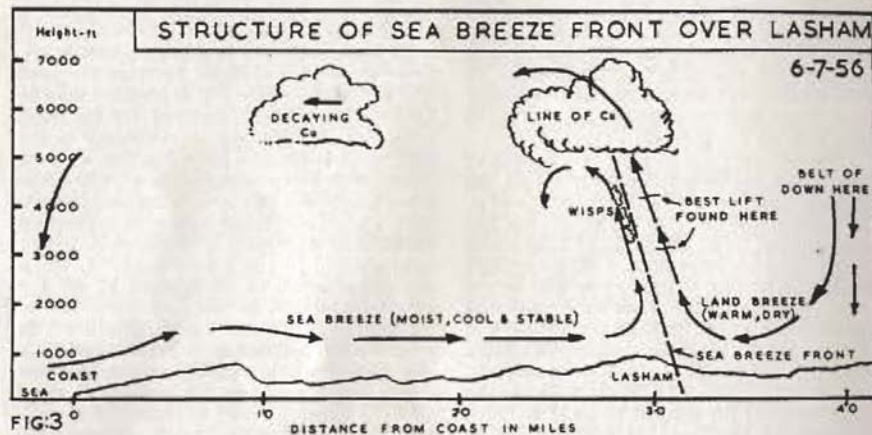 Height-ft
STRUCTURE OF SEA BREEZE FRONT OVER LASHAM
6-7-56
7000
6000
DECAYING
Cu
LINE OF Cu
5000
BELT OF
DOWN HERE
4000
WISPS
BEST LIFT
FOUND HERE
3000
2000
SEA BREEZE (MOIST, COOL & STABLE)
LAND BREEZE
(WARM, DRY)
1000
SEA BREEZE FRONT
COAST
LASHAM
SEA
0
10
20
30
40
FIG:3
DISTANCE FROM COAST IN MILES